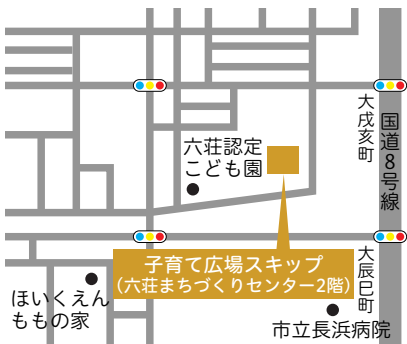 大戌亥町
国道8号線
六荘認定
こども園
子育て広場スキップ
(六荘まちづくりセンター2階)
大辰巳町
ほいくえん
ももの家
市立長浜病院